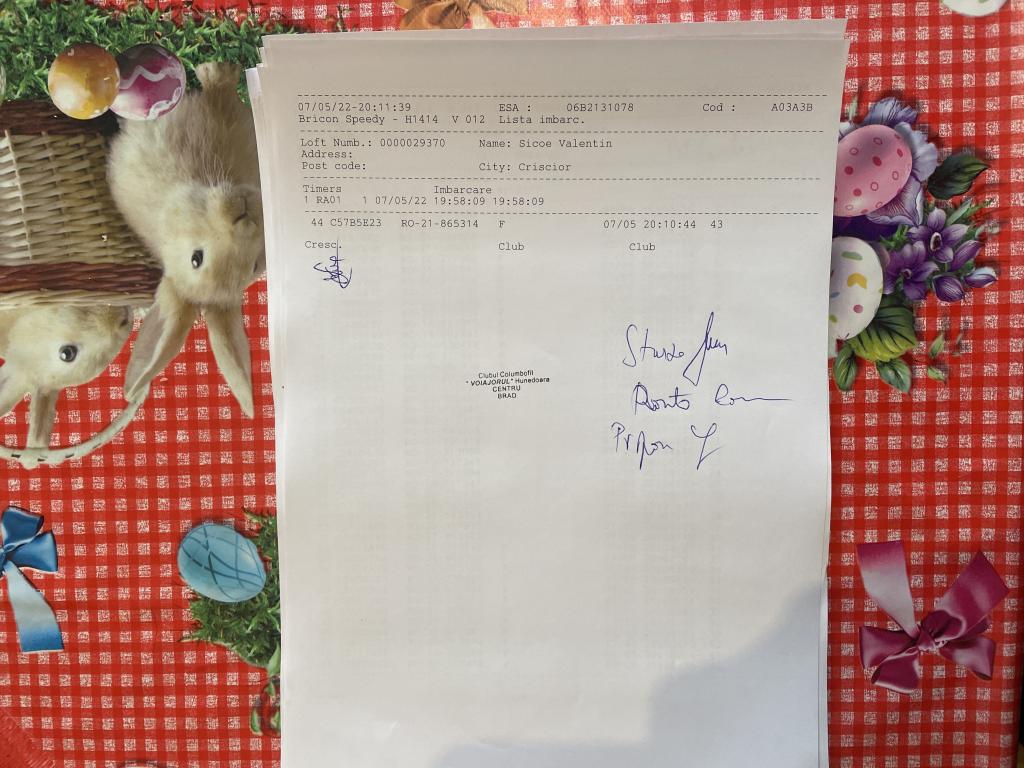 07/05/22-20:11:39 ESA : 06B2131078 Cod : A03A3B
Bricon Speedy - H1414 V 012 Lista imbarc.
Loft Numb.: 0000029370 Name: Sicoe Valentin
Address:
Post code: City: Criscior
Timers Imbarcare
1 RA01 1 07/05/22 19:58:09 19:58:09
44 C57B5E23 RO-21-865314 F 07/05 20:10:44 43
Cresc. Club Club
Clubul Columbofil
"VOIAJORUL" Hunedoara
CENTRU
BRAD